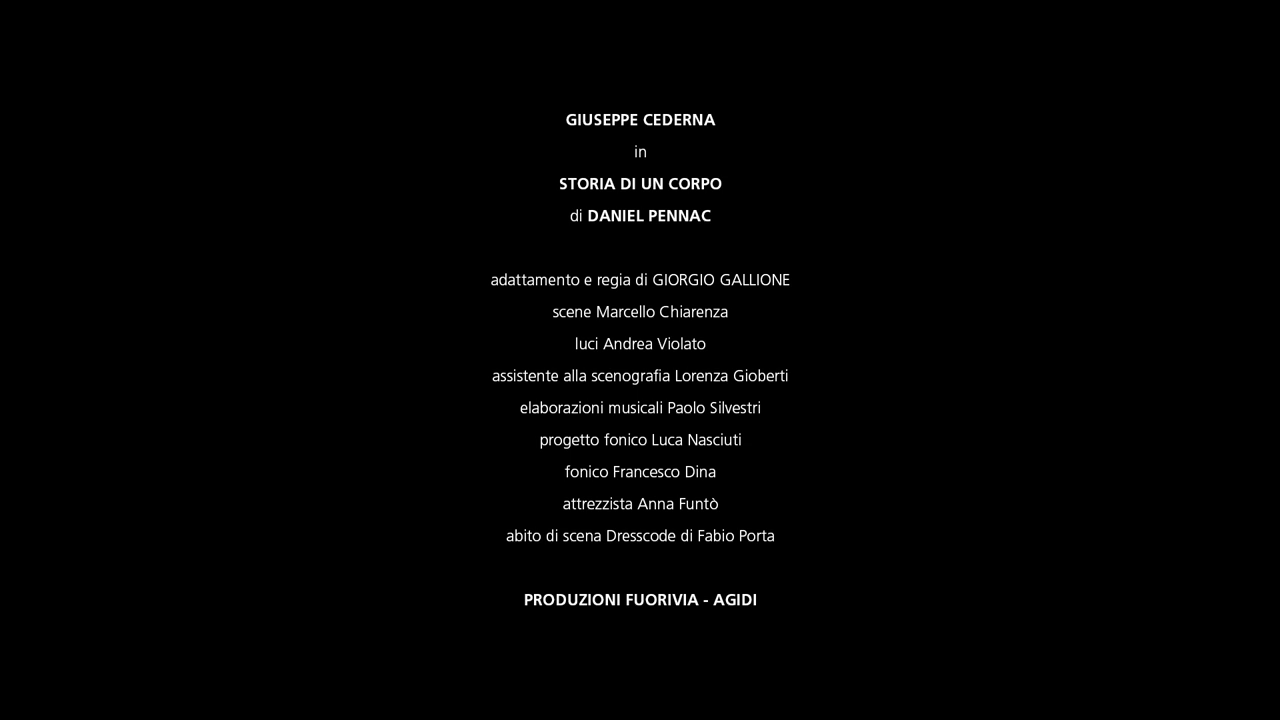 GIUSEPPE CEDERNA
in
STORIA DI UN CORPO
di DANIEL PENNAC
adattamento e regia di GIORGIO GALLIONE
scene Marcello Chiarenza
luci Andrea Violato
assistente alla scenografia Lorenza Gioberti
elaborazioni musicali Paolo Silvestri
progetto fonico Luca Nasciuti
fonico Francesco Dina
attrezzista Anna Funtò
abito di scena Dresscode di Fabio Porta
PRODUZIONI FUORIVIA - AGIDI